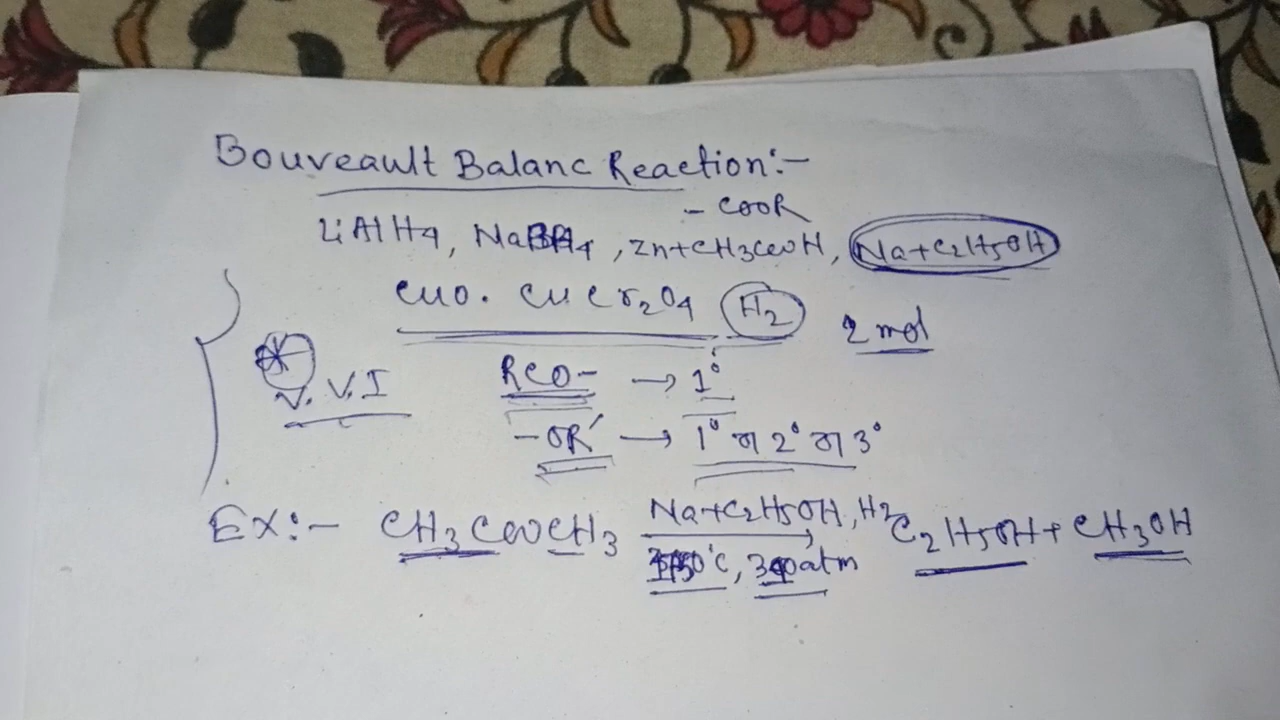 Bouveault Balanc Reaction:-
- COOR
LiAlH4, NaBH4, Zn+CH3COOH, Na+C2H5OH
CuO. CuCr2O4 H2 2 mol
V.V.I RCO- → 1°
-OR' → 1° या 2° या 3°
Ex:- CH3COOCH3 Na+C2H5OH, H2 C2H5OH + CH3OH
°C, atm